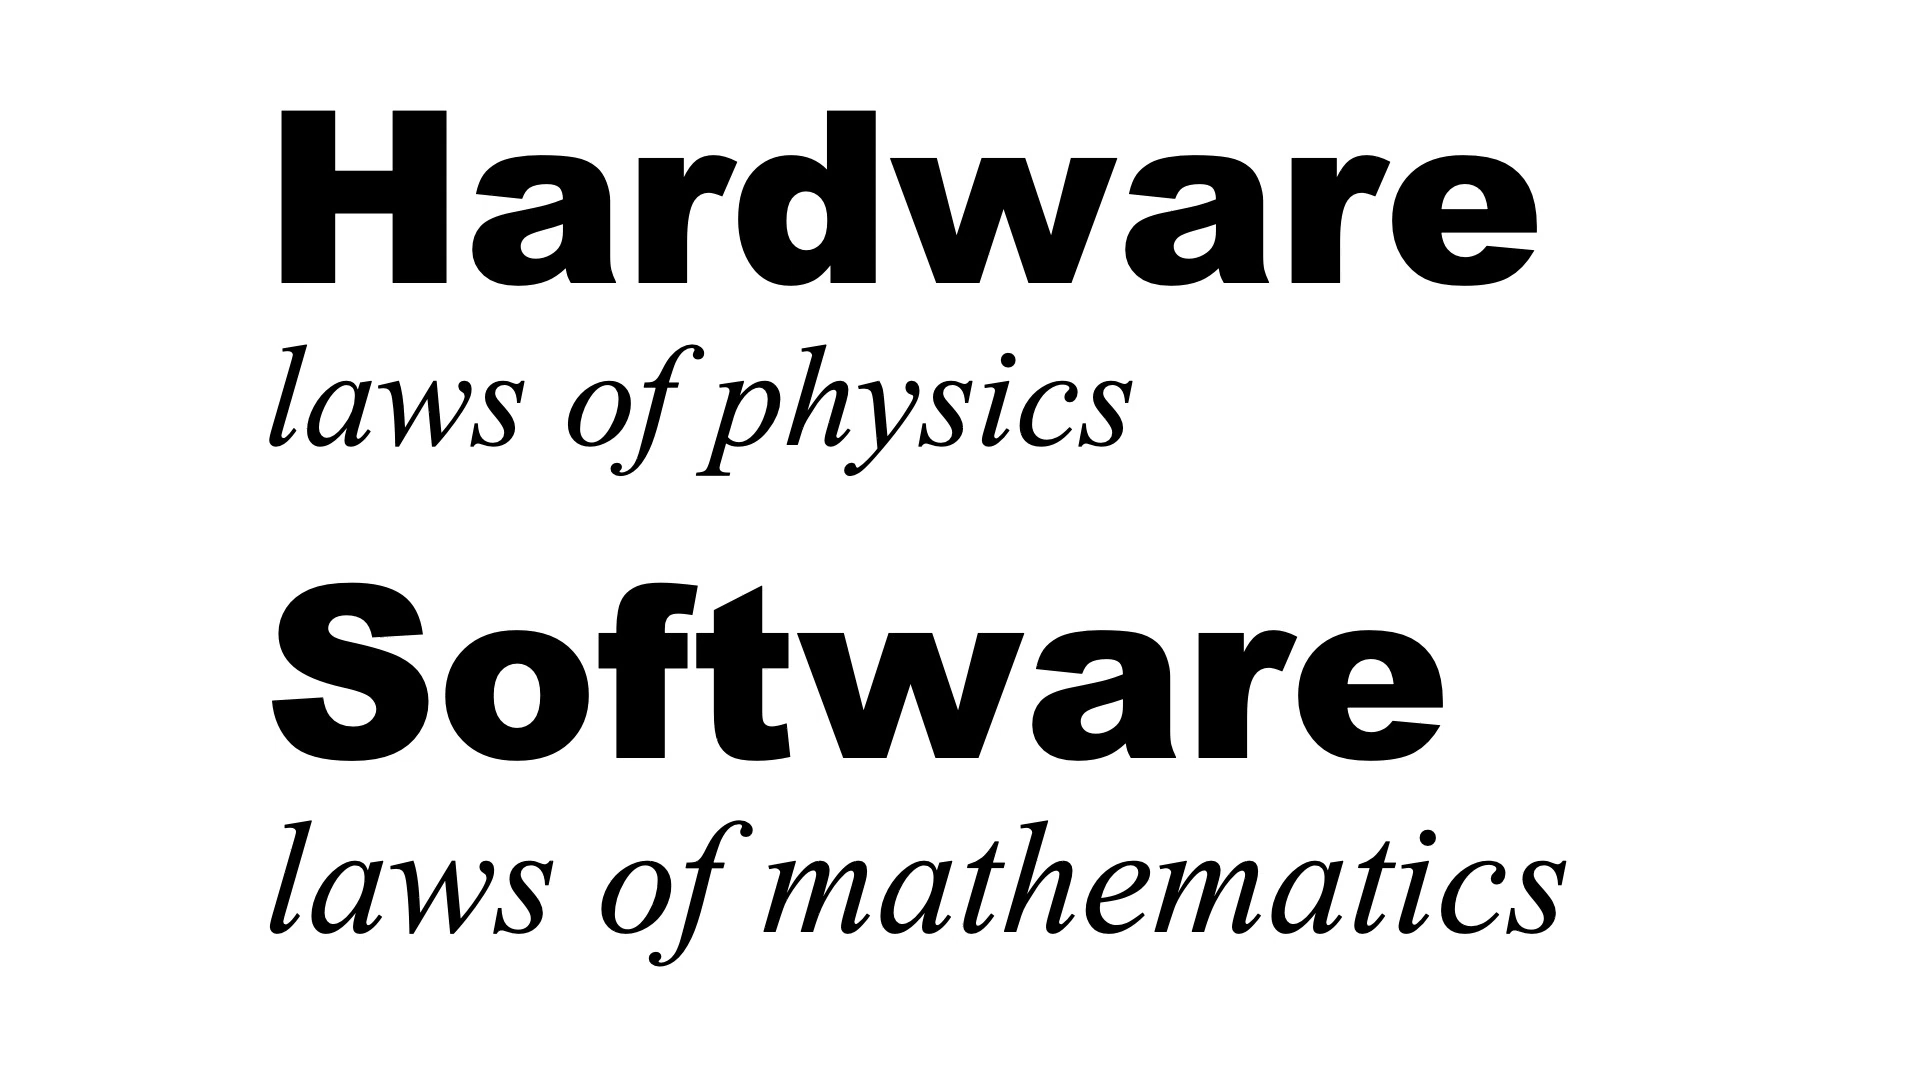 Hardware
laws of physics
Software
laws of mathematics